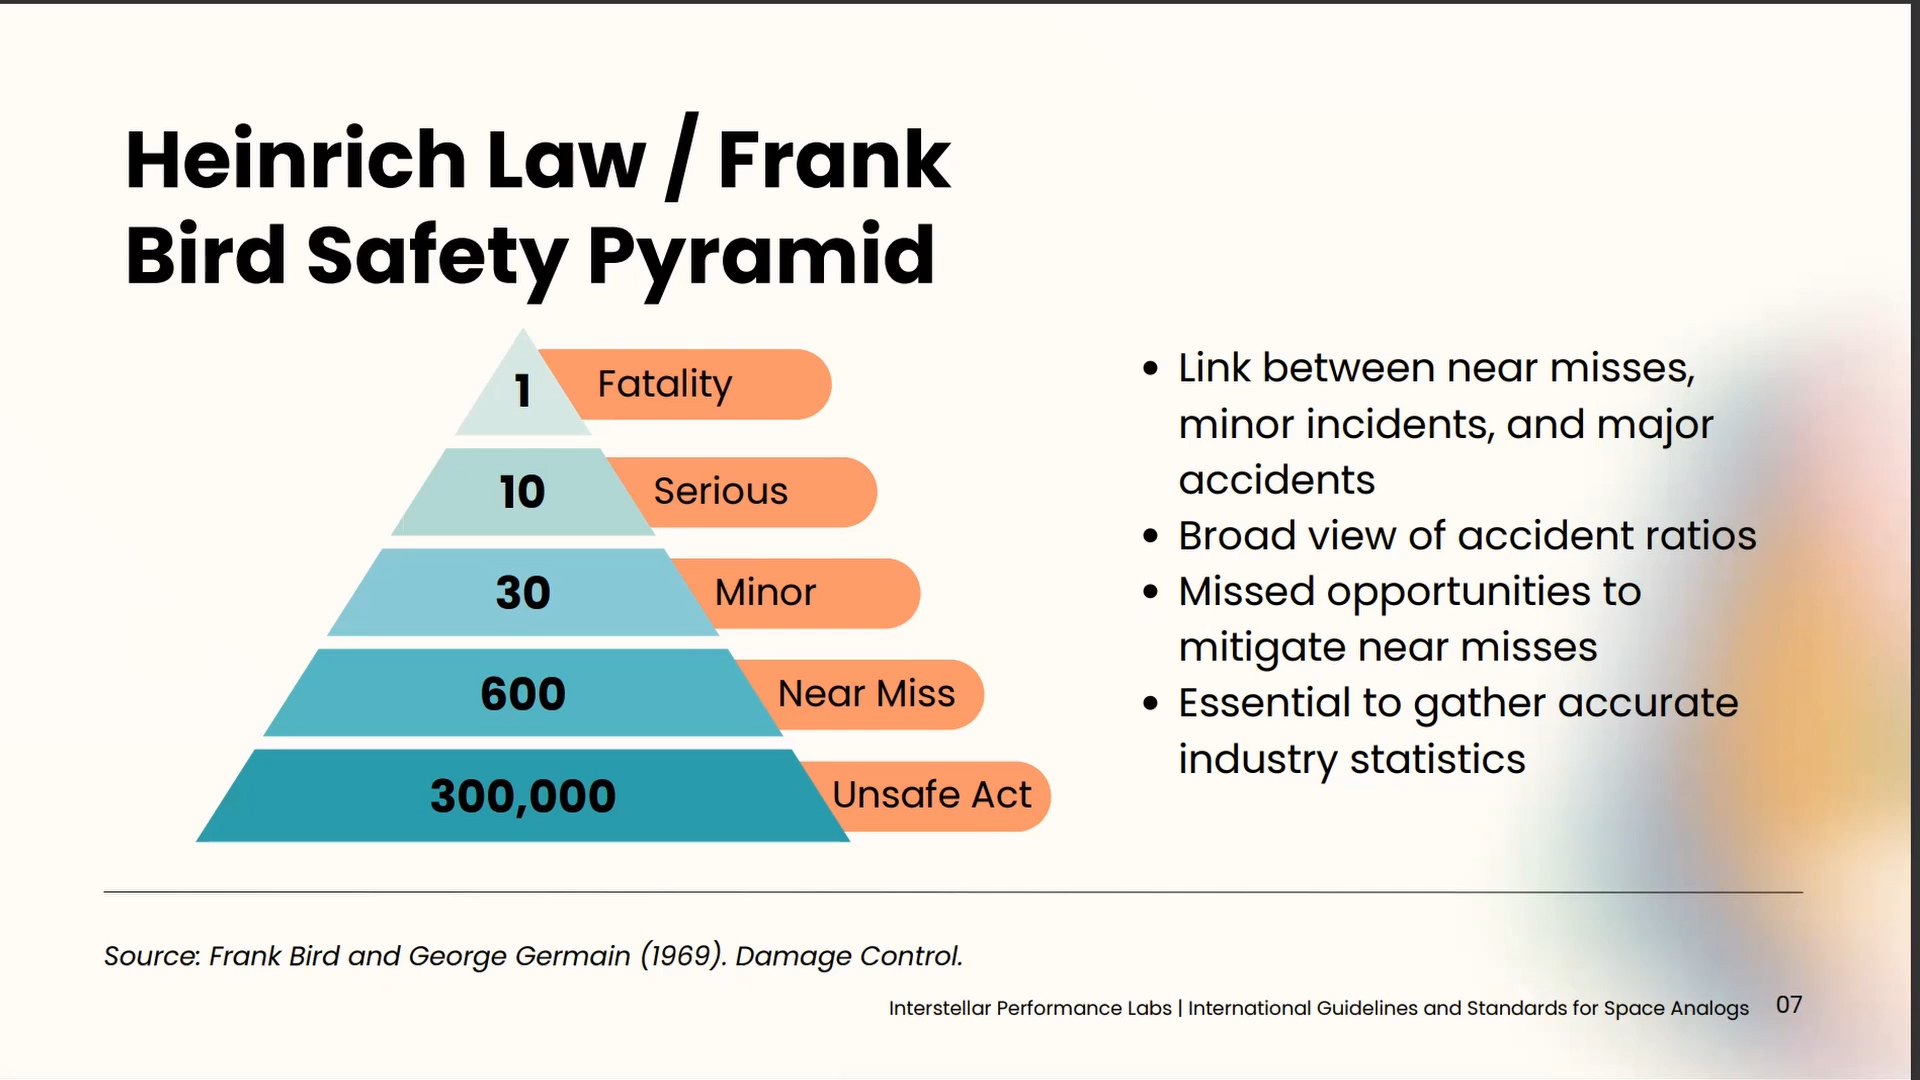 Heinrich Law / Frank
Bird Safety Pyramid
1
Fatality
10
Serious
30
Minor
600
Near Miss
300,000
Unsafe Act
• Link between near misses,
minor incidents, and major
accidents
• Broad view of accident ratios
• Missed opportunities to
mitigate near misses
• Essential to gather accurate
industry statistics
Source: Frank Bird and George Germain (1969). Damage Control.
Interstellar Performance Labs | International Guidelines and Standards for Space Analogs 07